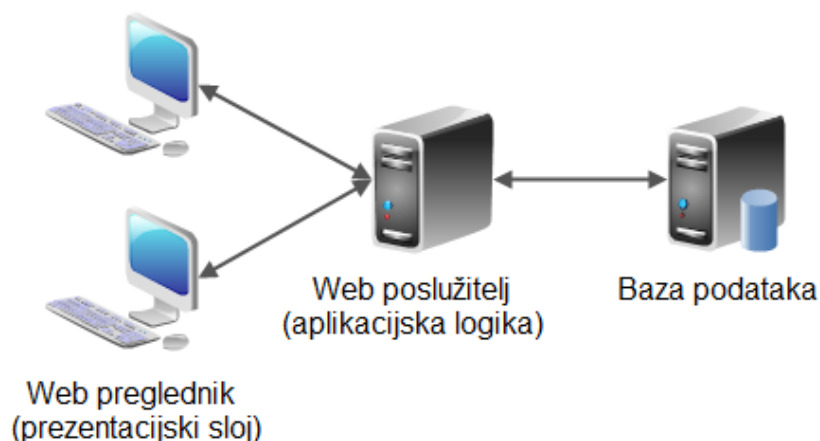 Web poslužitelj
(aplikacijska logika)
Baza podataka
Web preglednik
(prezentacijski sloj)